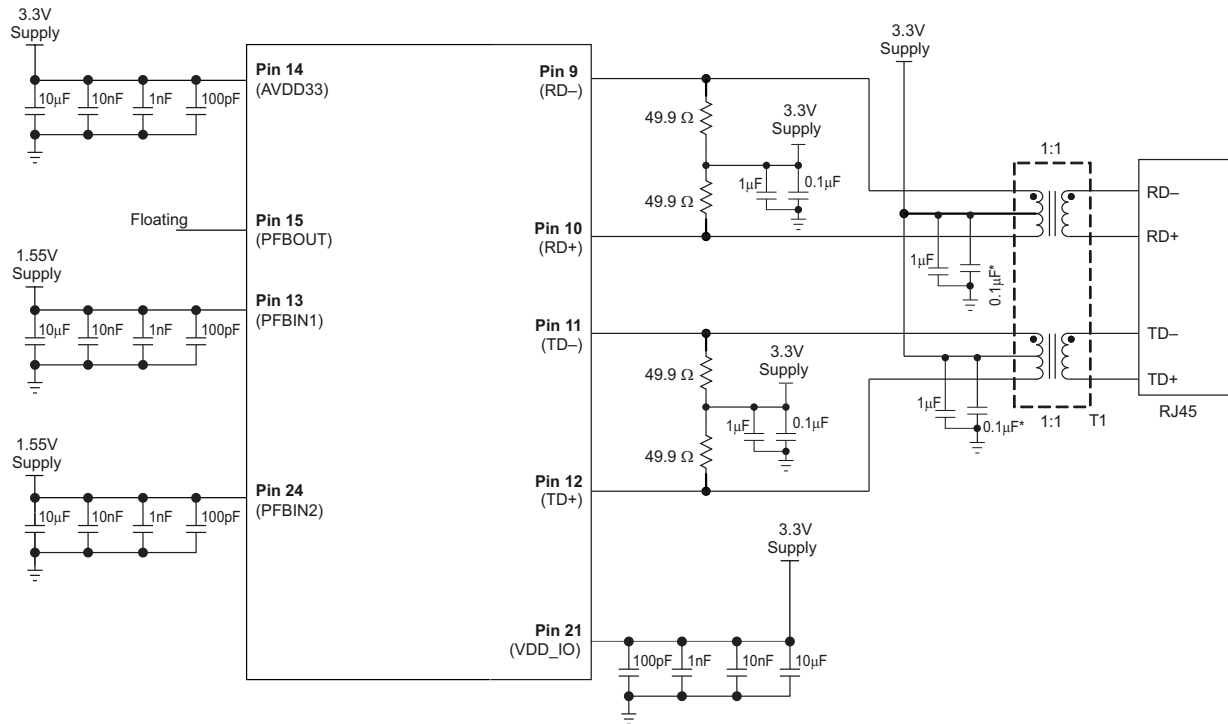 3.3V
Supply
10μF
10nF
1nF
100pF
Pin 14
(AVDD33)
Floating
Pin 15
(PFBOUT)
1.55V
Supply
10μF
10nF
1nF
100pF
Pin 13
(PFBIN1)
1.55V
Supply
10μF
10nF
1nF
100pF
Pin 24
(PFBIN2)
Pin 9
(RD–)
49.9 Ω
49.9 Ω
3.3V
Supply
1μF
0.1μF
Pin 10
(RD+)
Pin 11
(TD–)
49.9 Ω
49.9 Ω
3.3V
Supply
1μF
0.1μF
Pin 12
(TD+)
3.3V
Supply
Pin 21
(VDD_IO)
100pF
1nF
10nF
10μF
3.3V
Supply
1μF
0.1μF*
1μF
0.1μF*
1:1
1:1
T1
RD–
RD+
TD–
TD+
RJ45